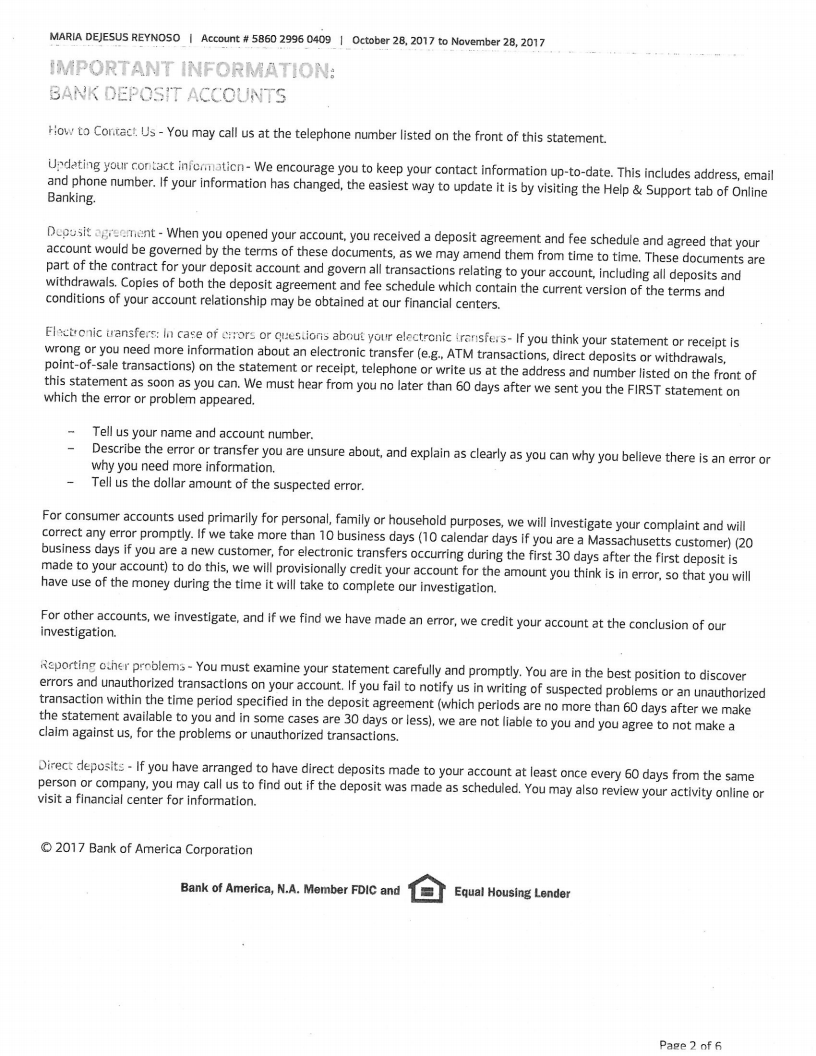 MARIA DEJESUS REYNOSO | Account # 5860 2996 0409 | October 28, 2017 to November 28, 2017
IMPORTANT INFORMATION:
BANK DEPOSIT ACCOUNTS
How to Contact Us - You may call us at the telephone number listed on the front of this statement.
Updating your contact information - We encourage you to keep your contact information up-to-date. This includes address, email
and phone number. If your information has changed, the easiest way to update it is by visiting the Help & Support tab of Online
Banking.
Deposit agreement - When you opened your account, you received a deposit agreement and fee schedule and agreed that your
account would be governed by the terms of these documents, as we may amend them from time to time. These documents are
part of the contract for your deposit account and govern all transactions relating to your account, including all deposits and
withdrawals. Copies of both the deposit agreement and fee schedule which contain the current version of the terms and
conditions of your account relationship may be obtained at our financial centers.
Electronic transfers: In case of errors or questions about your electronic transfers - If you think your statement or receipt is
wrong or you need more information about an electronic transfer (e.g., ATM transactions, direct deposits or withdrawals,
point-of-sale transactions) on the statement or receipt, telephone or write us at the address and number listed on the front of
this statement as soon as you can. We must hear from you no later than 60 days after we sent you the FIRST statement on
which the error or problem appeared.
- Tell us your name and account number.
- Describe the error or transfer you are unsure about, and explain as clearly as you can why you believe there is an error or
why you need more information.
- Tell us the dollar amount of the suspected error.
For consumer accounts used primarily for personal, family or household purposes, we will investigate your complaint and will
correct any error promptly. If we take more than 10 business days (10 calendar days if you are a Massachusetts customer) (20
business days if you are a new customer, for electronic transfers occurring during the first 30 days after the first deposit is
made to your account) to do this, we will provisionally credit your account for the amount you think is in error, so that you will
have use of the money during the time it will take to complete our investigation.
For other accounts, we investigate, and if we find we have made an error, we credit your account at the conclusion of our
investigation.
Reporting other problems - You must examine your statement carefully and promptly. You are in the best position to discover
errors and unauthorized transactions on your account. If you fail to notify us in writing of suspected problems or an unauthorized
transaction within the time period specified in the deposit agreement (which periods are no more than 60 days after we make
the statement available to you and in some cases are 30 days or less), we are not liable to you and you agree to not make a
claim against us, for the problems or unauthorized transactions.
Direct deposits - If you have arranged to have direct deposits made to your account at least once every 60 days from the same
person or company, you may call us to find out if the deposit was made as scheduled. You may also review your activity online or
visit a financial center for information.
© 2017 Bank of America Corporation
Bank of America, N.A. Member FDIC and Equal Housing Lender
Page 2 of 6